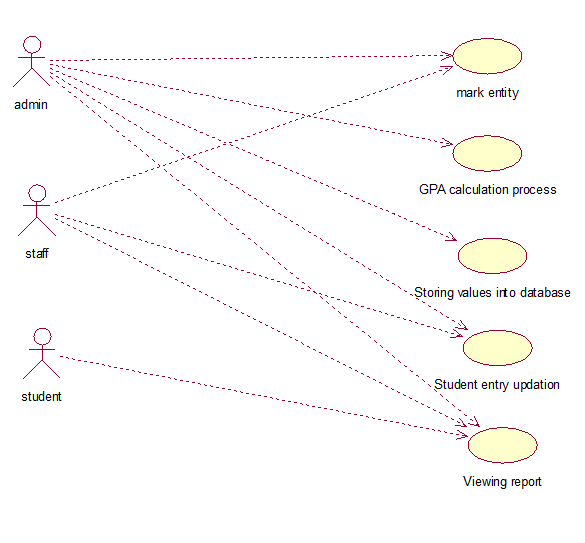 admin
mark entity
GPA calculation process
staff
Storing values into database
Student entry updation
student
Viewing report